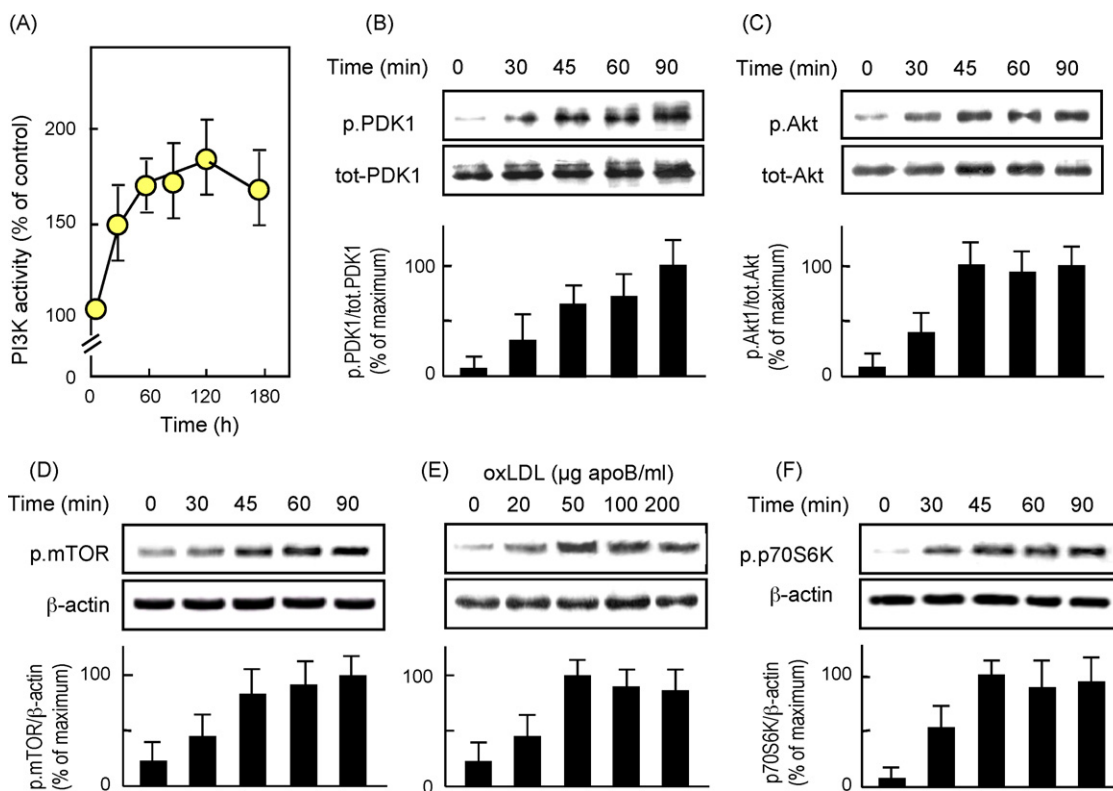 (A)
PI3K activity (% of control)
200
150
100
0
0 60 120 180
Time (h)
(B)
Time (min) 0 30 45 60 90
p.PDK1
tot-PDK1
p.PDK1/tot.PDK1
(% of maximum)
100
0
(C)
Time (min) 0 30 45 60 90
p.Akt
tot-Akt
p.Akt1/tot.Akt
(% of maximum)
100
0
(D)
Time (min) 0 30 45 60 90
p.mTOR
β-actin
p.mTOR/β-actin
(% of maximum)
100
0
(E)
oxLDL (µg apoB/ml)
0 20 50 100 200
(F)
Time (min) 0 30 45 60 90
p.p70S6K
β-actin
p70S6K/β-actin
(% of maximum)
100
0